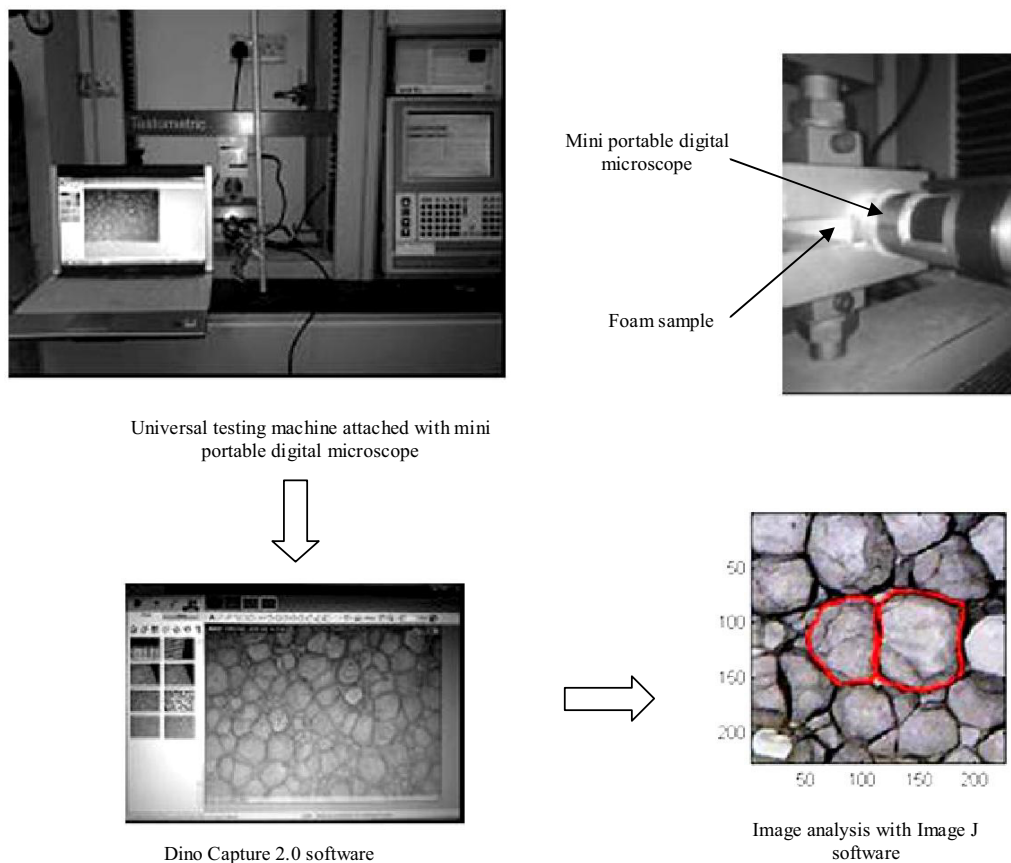 Testometric
Mini portable digital
microscope
Foam sample
Universal testing machine attached with mini
portable digital microscope
50
100
150
200
50 100 150 200
Dino Capture 2.0 software
Image analysis with Image J
software